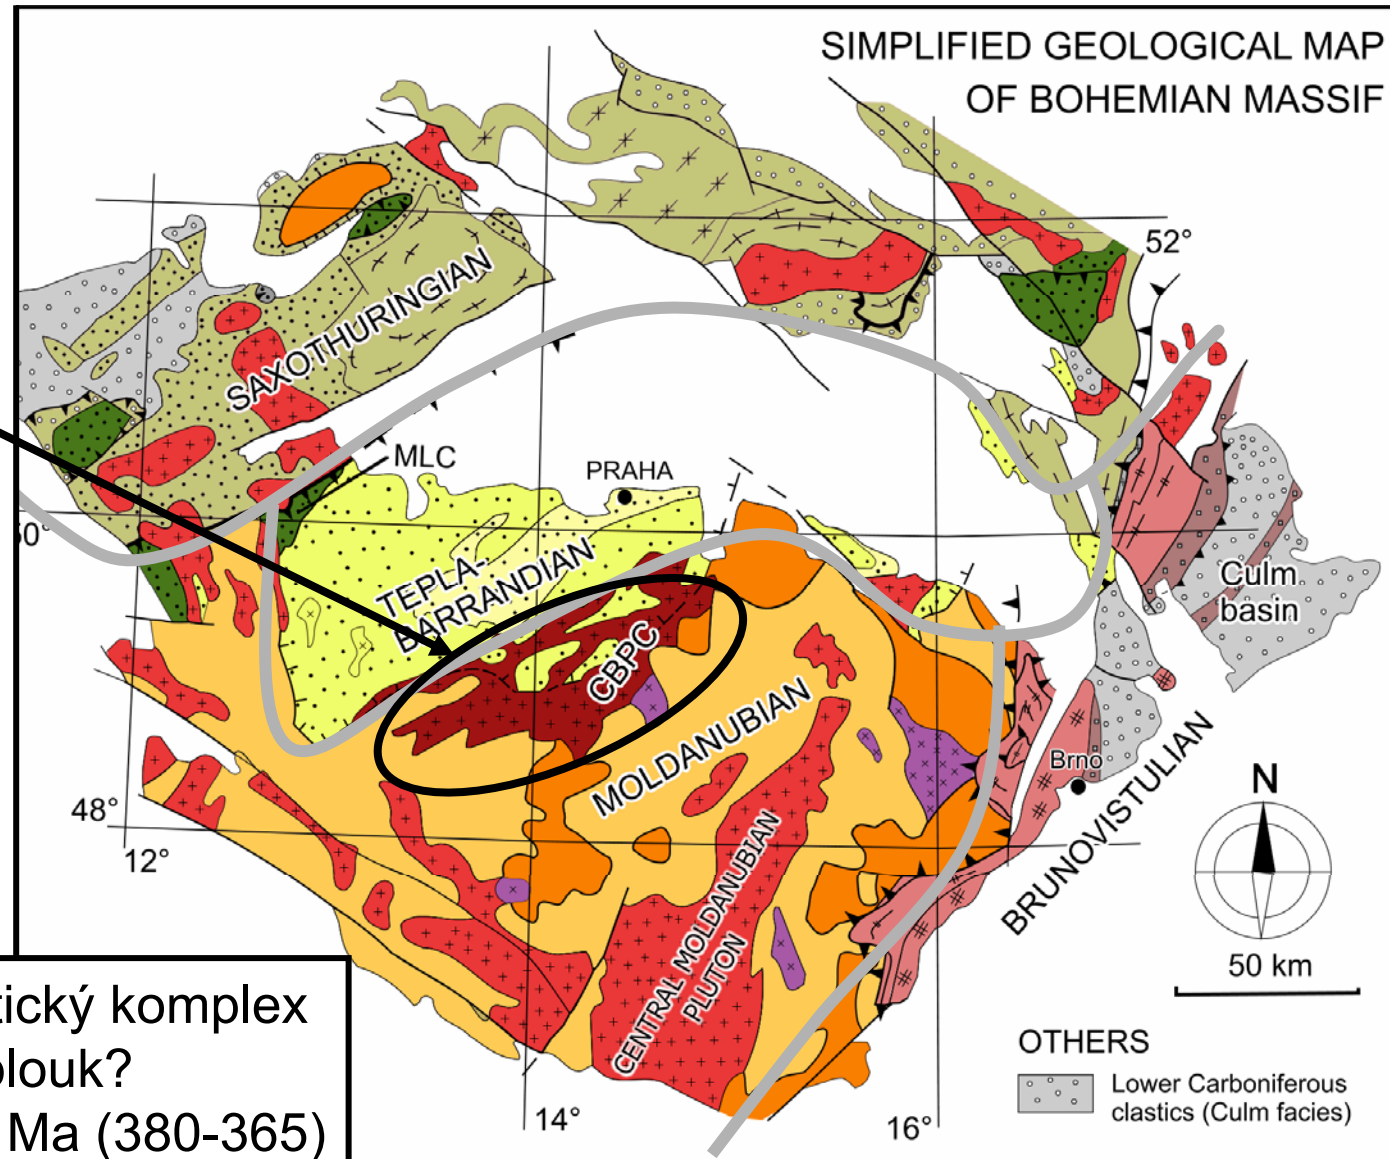 SIMPLIFIED GEOLOGICAL MAP
OF BOHEMIAN MASSIF
52°
SAXOTHURINGIAN
MLC
PRAHA
50°
TEPLA-
BARRANDIAN
CBPC
Culm
basin
MOLDANUBIAN
Brno
BRUNOVISTULIAN
N
48°
12°
CENTRAL MOLDANUBIAN
PLUTON
50 km
tický komplex
blouk?
Ma (380-365)
OTHERS
Lower Carboniferous
clastics (Culm facies)
14°
16°